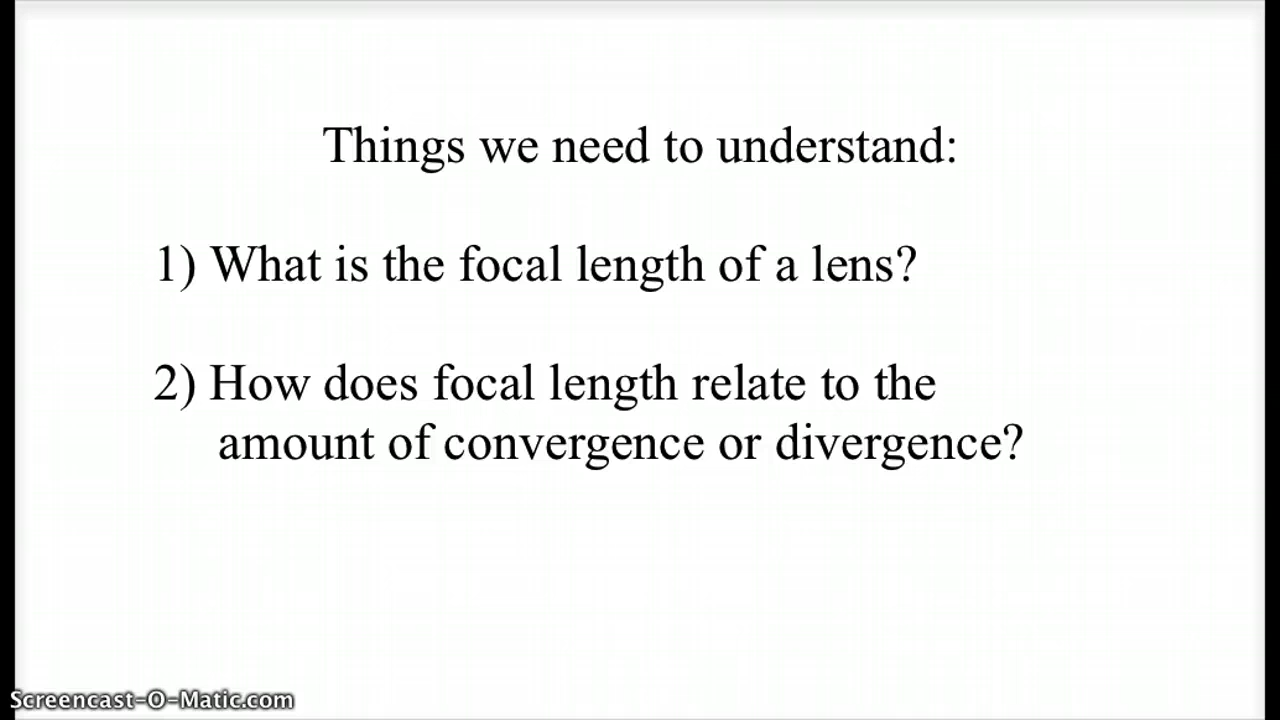 Things we need to understand:
1) What is the focal length of a lens?
2) How does focal length relate to the
amount of convergence or divergence?
Screencast-O-Matic.com